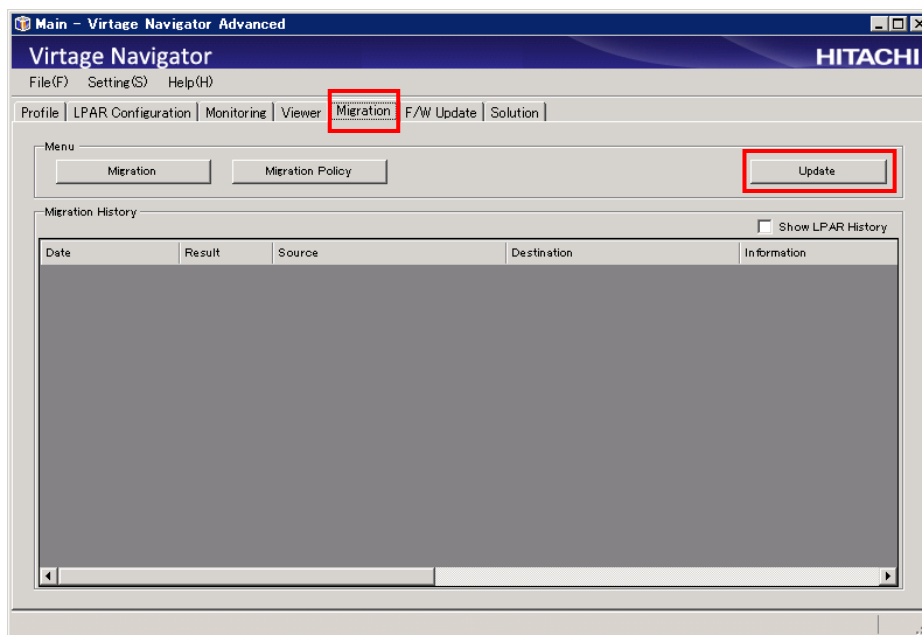 Main - Virtage Navigator Advanced
Virtage Navigator HITACHI
File(F) Setting(S) Help(H)
Profile LPAR Configuration Monitoring Viewer Migration F/W Update Solution
Menu
Migration Migration Policy Update
Migration History
Show LPAR History
Date Result Source Destination Information